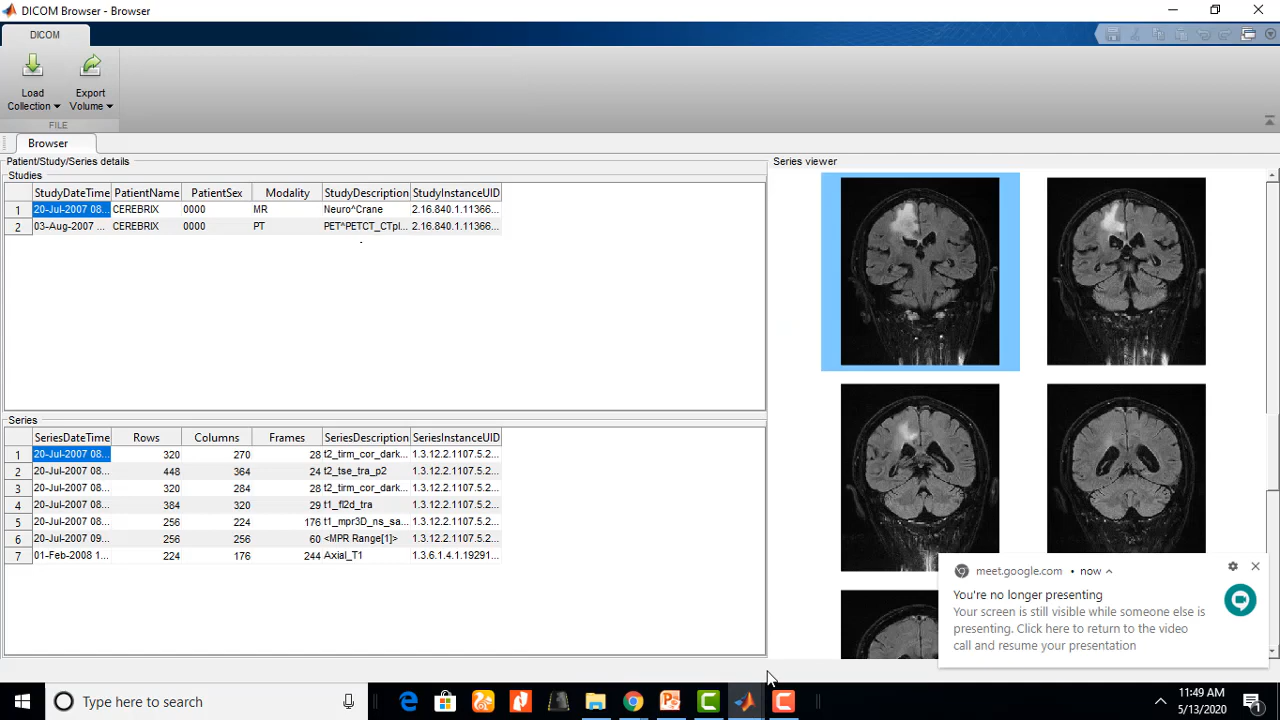 DICOM Browser - Browser
DICOM
Load Collection
Export Volume
FILE
Browser
Patient/Study/Series details
Studies
StudyDateTime PatientName PatientSex Modality StudyDescription StudyInstanceUID
1 20-Jul-2007 08... CEREBRIX 0000 MR Neuro^Crane 2.16.840.1.11366...
2 03-Aug-2007 ... CEREBRIX 0000 PT PET^PETCT_CTpl... 2.16.840.1.11366...
Series
SeriesDateTime Rows Columns Frames SeriesDescription SeriesInstanceUID
1 20-Jul-2007 08... 320 270 28 t2_tirm_cor_dark... 1.3.12.2.1107.5.2...
2 20-Jul-2007 08... 448 364 24 t2_tse_tra_p2 1.3.12.2.1107.5.2...
3 20-Jul-2007 08... 320 284 28 t2_tirm_cor_dark... 1.3.12.2.1107.5.2...
4 20-Jul-2007 08... 384 320 29 t1_fl2d_tra 1.3.12.2.1107.5.2...
5 20-Jul-2007 08... 256 224 176 t1_mpr3D_ns_sa... 1.3.12.2.1107.5.2...
6 20-Jul-2007 09... 256 256 60 <MPR Range[1]> 1.3.12.2.1107.5.2...
7 01-Feb-2008 1... 224 176 244 Axial_T1 1.3.6.1.4.1.19291...
Series viewer
meet.google.com • now
You're no longer presenting
Your screen is still visible while someone else is
presenting. Click here to return to the video
call and resume your presentation
Type here to search
11:49 AM
5/13/2020
1